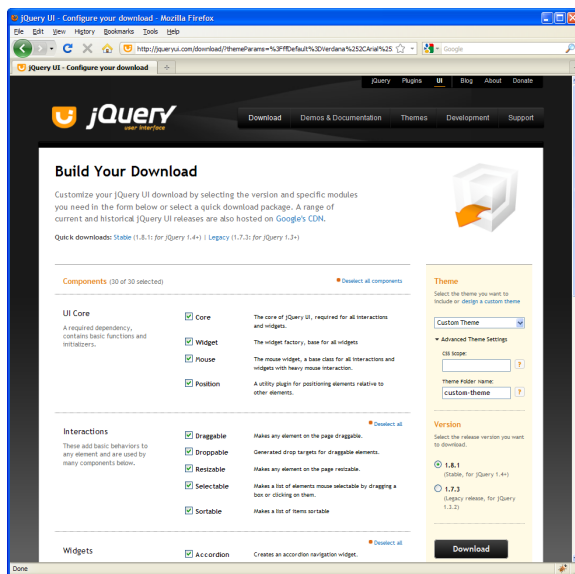 jQuery UI - Configure your download - Mozilla Firefox
File Edit View History Bookmarks Tools Help
http://jqueryui.com/download/?themeParams=%3FffDefault%3DVerdana%252CArial%25
Google
jQuery UI - Configure your download
jQuery Plugins UI Blog About Donate
jQuery
user interface
Download Demos & Documentation Themes Development Support
Build Your Download
Customize your jQuery UI download by selecting the version and specific modules
you need in the form below or select a quick download package. A range of
current and historical jQuery UI releases are also hosted on Google's CDN.
Quick downloads: Stable (1.8.1: for jQuery 1.4+) | Legacy (1.7.3: for jQuery 1.3+)
Components (30 of 30 selected)
Deselect all components
UI Core
A required dependency,
contains basic functions and
initializers.
Core
The core of jQuery UI, required for all interactions
and widgets.
Widget
The widget factory, base for all widgets
Mouse
The mouse widget, a base class for all interactions and
widgets with heavy mouse interaction.
Position
A utility plugin for positioning elements relative to
other elements.
Deselect all
Interactions
These add basic behaviors to
any element and are used by
many components below.
Draggable
Makes any element on the page draggable.
Droppable
Generated drop targets for draggable elements.
Resizable
Makes any element on the page resizable.
Selectable
Makes a list of elements mouse selectable by dragging a
box or clicking on them.
Sortable
Makes a list of items sortable
Deselect all
Widgets
Accordion
Creates an accordion navigation widget.
Theme
Select the theme you want to
include or design a custom theme
Custom Theme
Advanced Theme Settings
CSS Scope:
?
Theme Folder Name:
custom-theme
?
Version
Select the release version you want
to download.
1.8.1
(Stable, for jQuery 1.4+)
1.7.3
(Legacy release, for jQuery
1.3.2)
Download
Done